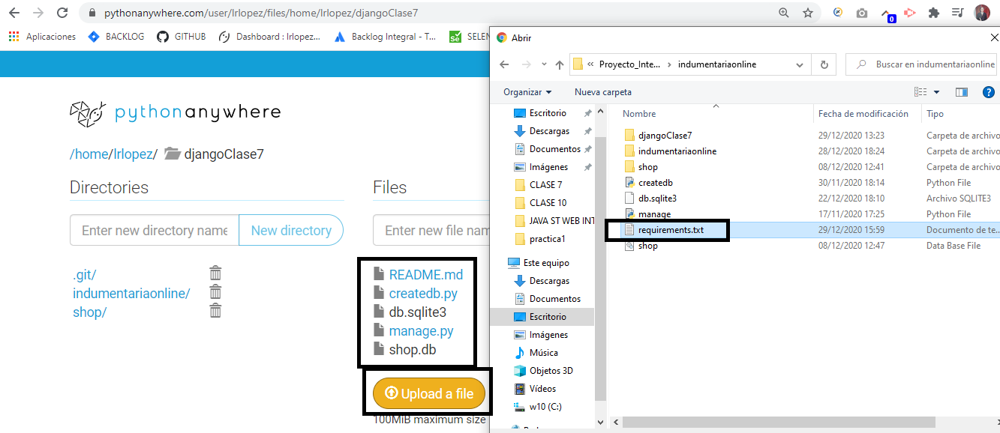 pythonanywhere.com/user/lrlopez/files/home/lrlopez/djangoClase7
0
Aplicaciones BACKLOG GITHUB Dashboard : lrlopez... Backlog Integral - T... SELEN
pythonanywhere
/home/lrlopez/ djangoClase7
Directories
Enter new directory name New directory
.git/
indumentariaonline/
shop/
Files
Enter new file nam
README.md
createdb.py
db.sqlite3
manage.py
shop.db
Upload a file
100MiB maximum size
Abrir
« Proyecto_Inte... > indumentariaonline
Buscar en indumentariaonline
Organizar Nueva carpeta
Escritorio
Descargas
Documentos
Imágenes
CLASE 7
CLASE 10
JAVA ST WEB INT
practica1
Este equipo
Descargas
Documentos
Escritorio
Imágenes
Música
Objetos 3D
Vídeos
w10 (C:)
Nombre Fecha de modificación Tipo
djangoClase7 29/12/2020 13:23 Carpeta de archivo
indumentariaonline 28/12/2020 18:24 Carpeta de archivo
shop 08/12/2020 12:41 Carpeta de archivo
createdb 30/11/2020 18:14 Python File
db.sqlite3 22/12/2020 18:10 Archivo SQLITE3
manage 17/11/2020 17:25 Python File
requirements.txt 29/12/2020 15:59 Documento de te...
shop 08/12/2020 12:47 Data Base File